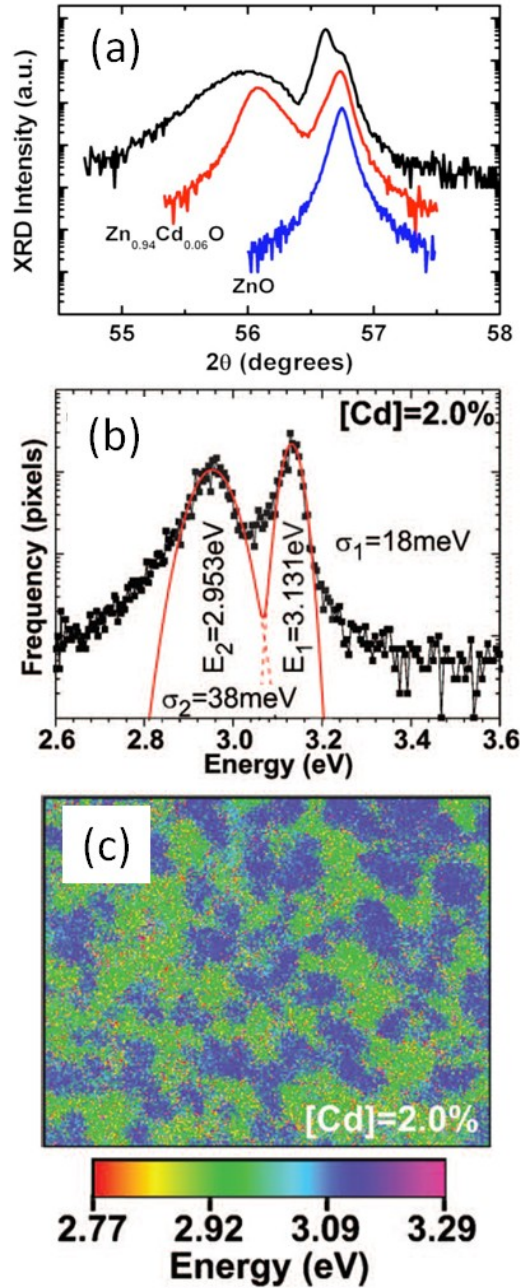 (a)
XRD Intensity (a.u.)
Zn0.94Cd0.06O
ZnO
55 56 57 58
2θ (degrees)
(b)
[Cd]=2.0%
Frequency (pixels)
E2=2.953eV
E1=3.131eV
σ1=18meV
σ2=38meV
2.6 2.8 3.0 3.2 3.4 3.6
Energy (eV)
(c)
[Cd]=2.0%
2.77 2.92 3.09 3.29
Energy (eV)